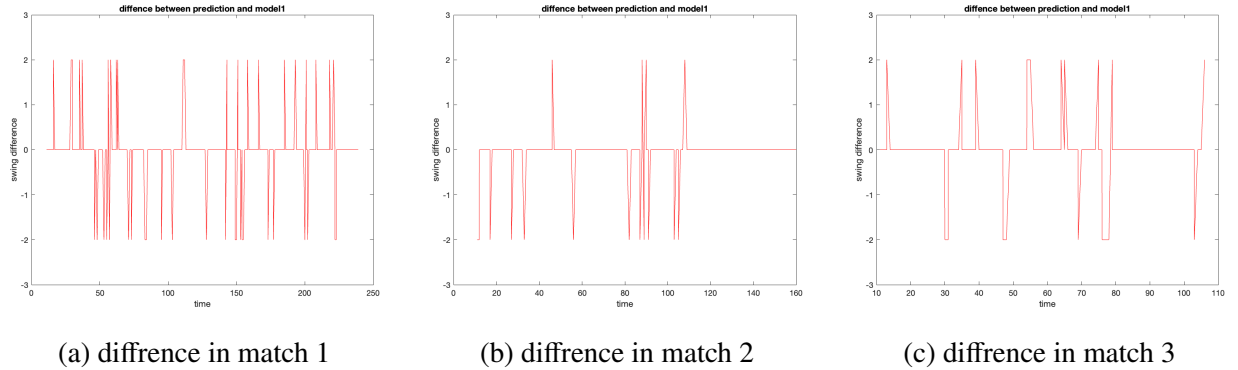 diffence between prediction and model1
3
2
1
0
-1
-2
-3
swing difference
0 50 100 150 200 250
time
(a) diffrence in match 1
diffence between prediction and model1
3
2
1
0
-1
-2
-3
swing difference
0 20 40 60 80 100 120 140 160
time
(b) diffrence in match 2
diffence between prediction and model1
3
2
1
0
-1
-2
-3
swing difference
10 20 30 40 50 60 70 80 90 100 110
time
(c) diffrence in match 3